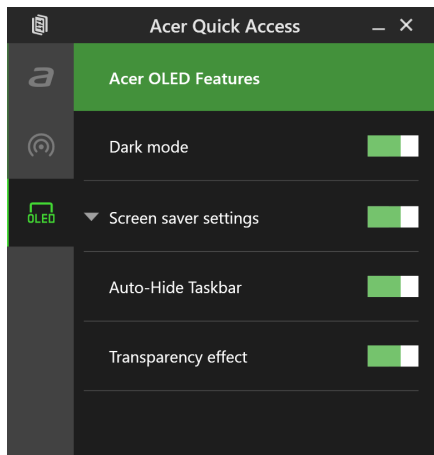 Acer Quick Access
Acer OLED Features
Dark mode
OLED
Screen saver settings
Auto-Hide Taskbar
Transparency effect